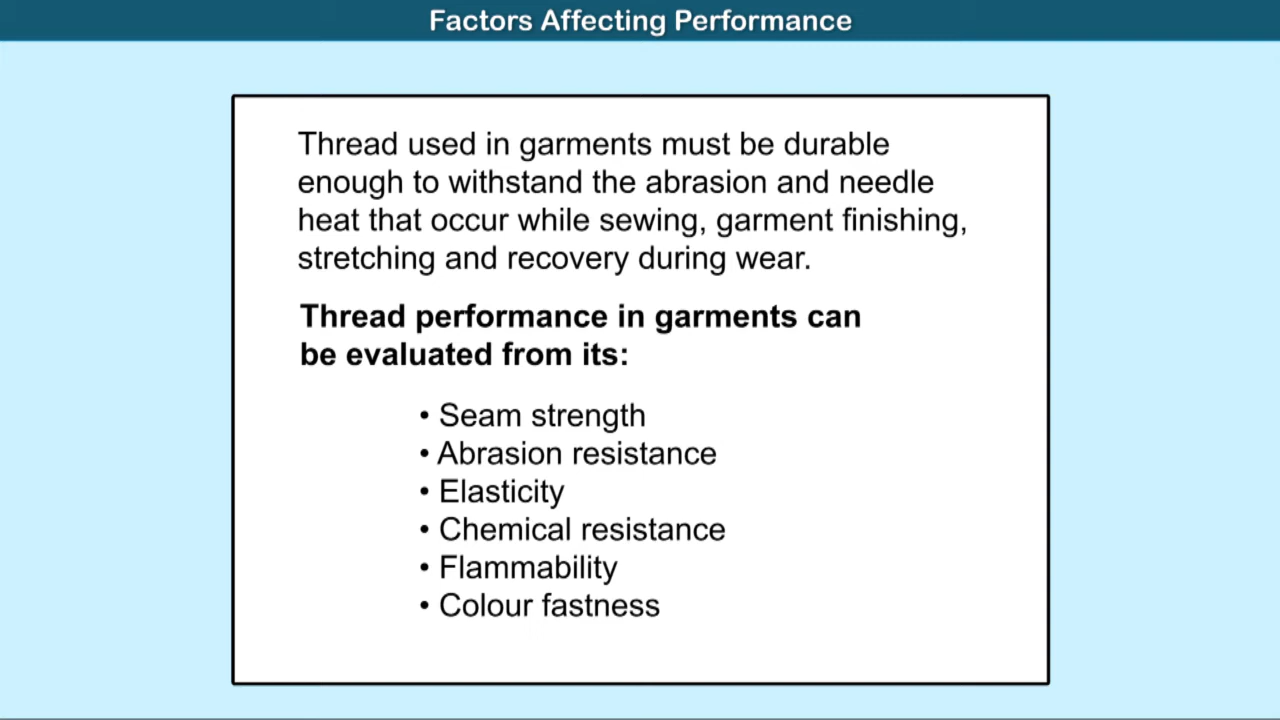 Factors Affecting Performance
Thread used in garments must be durable
enough to withstand the abrasion and needle
heat that occur while sewing, garment finishing,
stretching and recovery during wear.
Thread performance in garments can
be evaluated from its:
• Seam strength
• Abrasion resistance
• Elasticity
• Chemical resistance
• Flammability
• Colour fastness